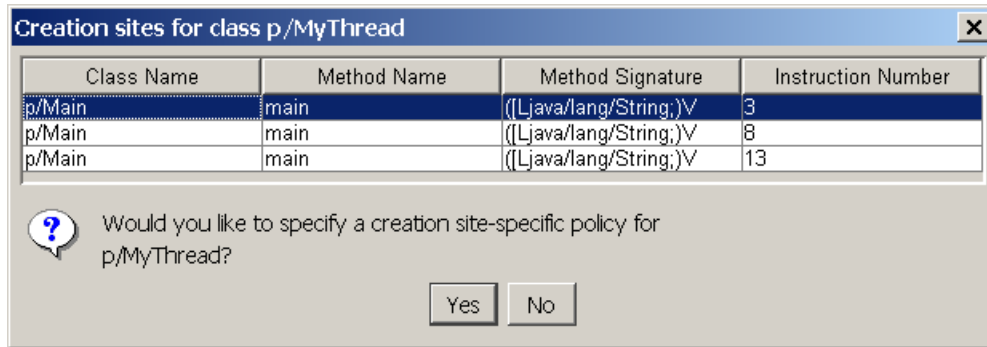 Creation sites for class p/MyThread
Class Name Method Name Method Signature Instruction Number
p/Main main ([Ljava/lang/String;)V 3
p/Main main ([Ljava/lang/String;)V 8
p/Main main ([Ljava/lang/String;)V 13
Would you like to specify a creation site-specific policy for
p/MyThread?
Yes No